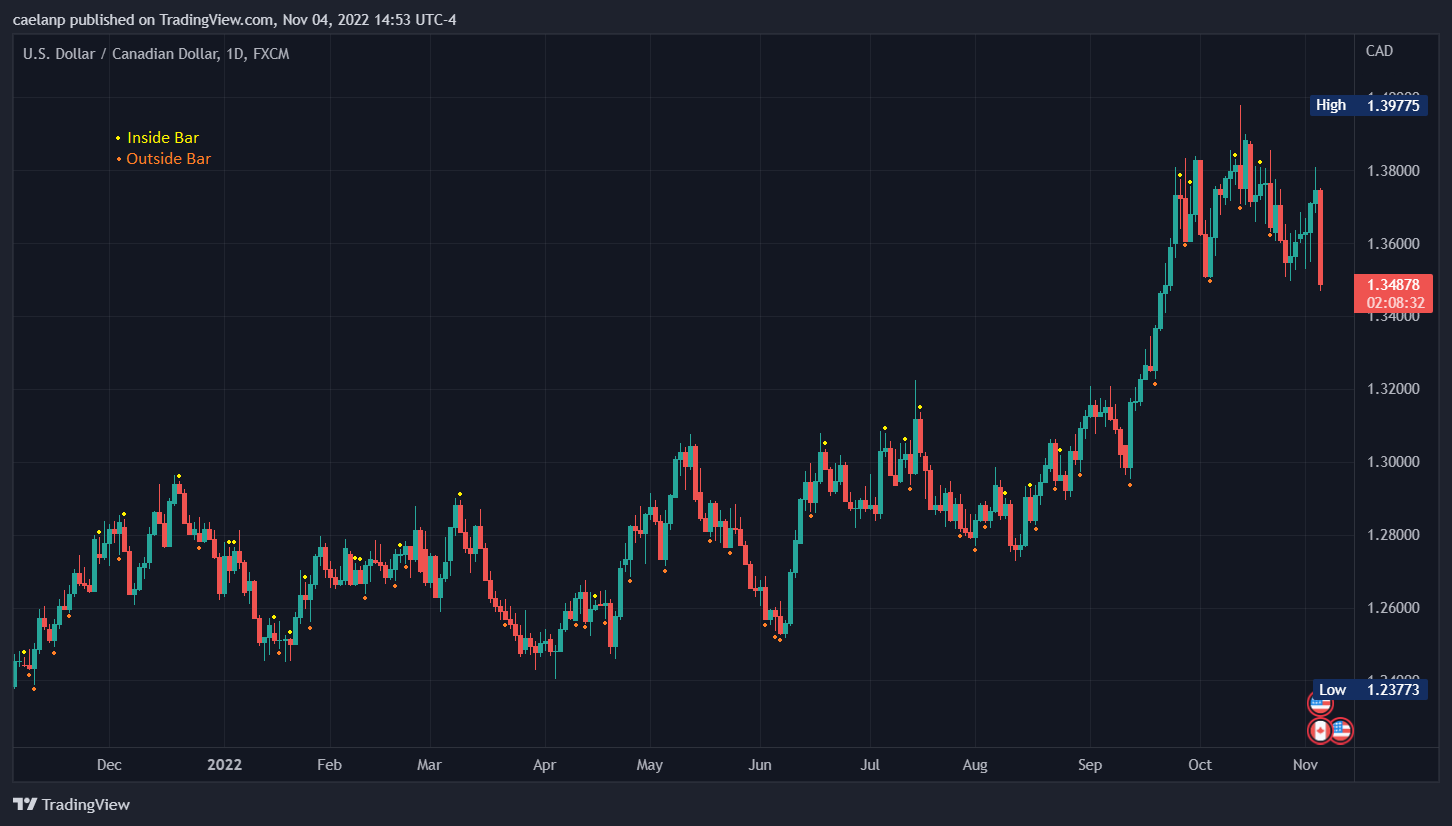 caelanp published on TradingView.com, Nov 04, 2022 14:53 UTC-4
U.S. Dollar / Canadian Dollar, 1D, FXCM
CAD
High 1.39775
Inside Bar
Outside Bar
1.38000
1.36000
1.34878
02:08:32
1.34000
1.32000
1.30000
1.28000
1.26000
Low 1.23773
Dec 2022 Feb Mar Apr May Jun Jul Aug Sep Oct Nov
TradingView